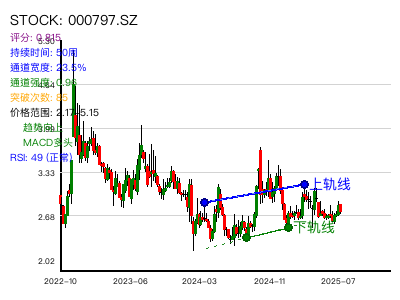 STOCK: 000797.SZ
评分: 0.815
持续时间: 50周
通道宽度: 23.5%
通道强度: 0.96
突破次数: 95
价格范围: 2.17-5.15
趋势向上
MACD多头
RSI: 49 (正常)
3.33
2.68
2.02
上轨线
下轨线
2022-10
2023-06
2024-03
2024-11
2025-07